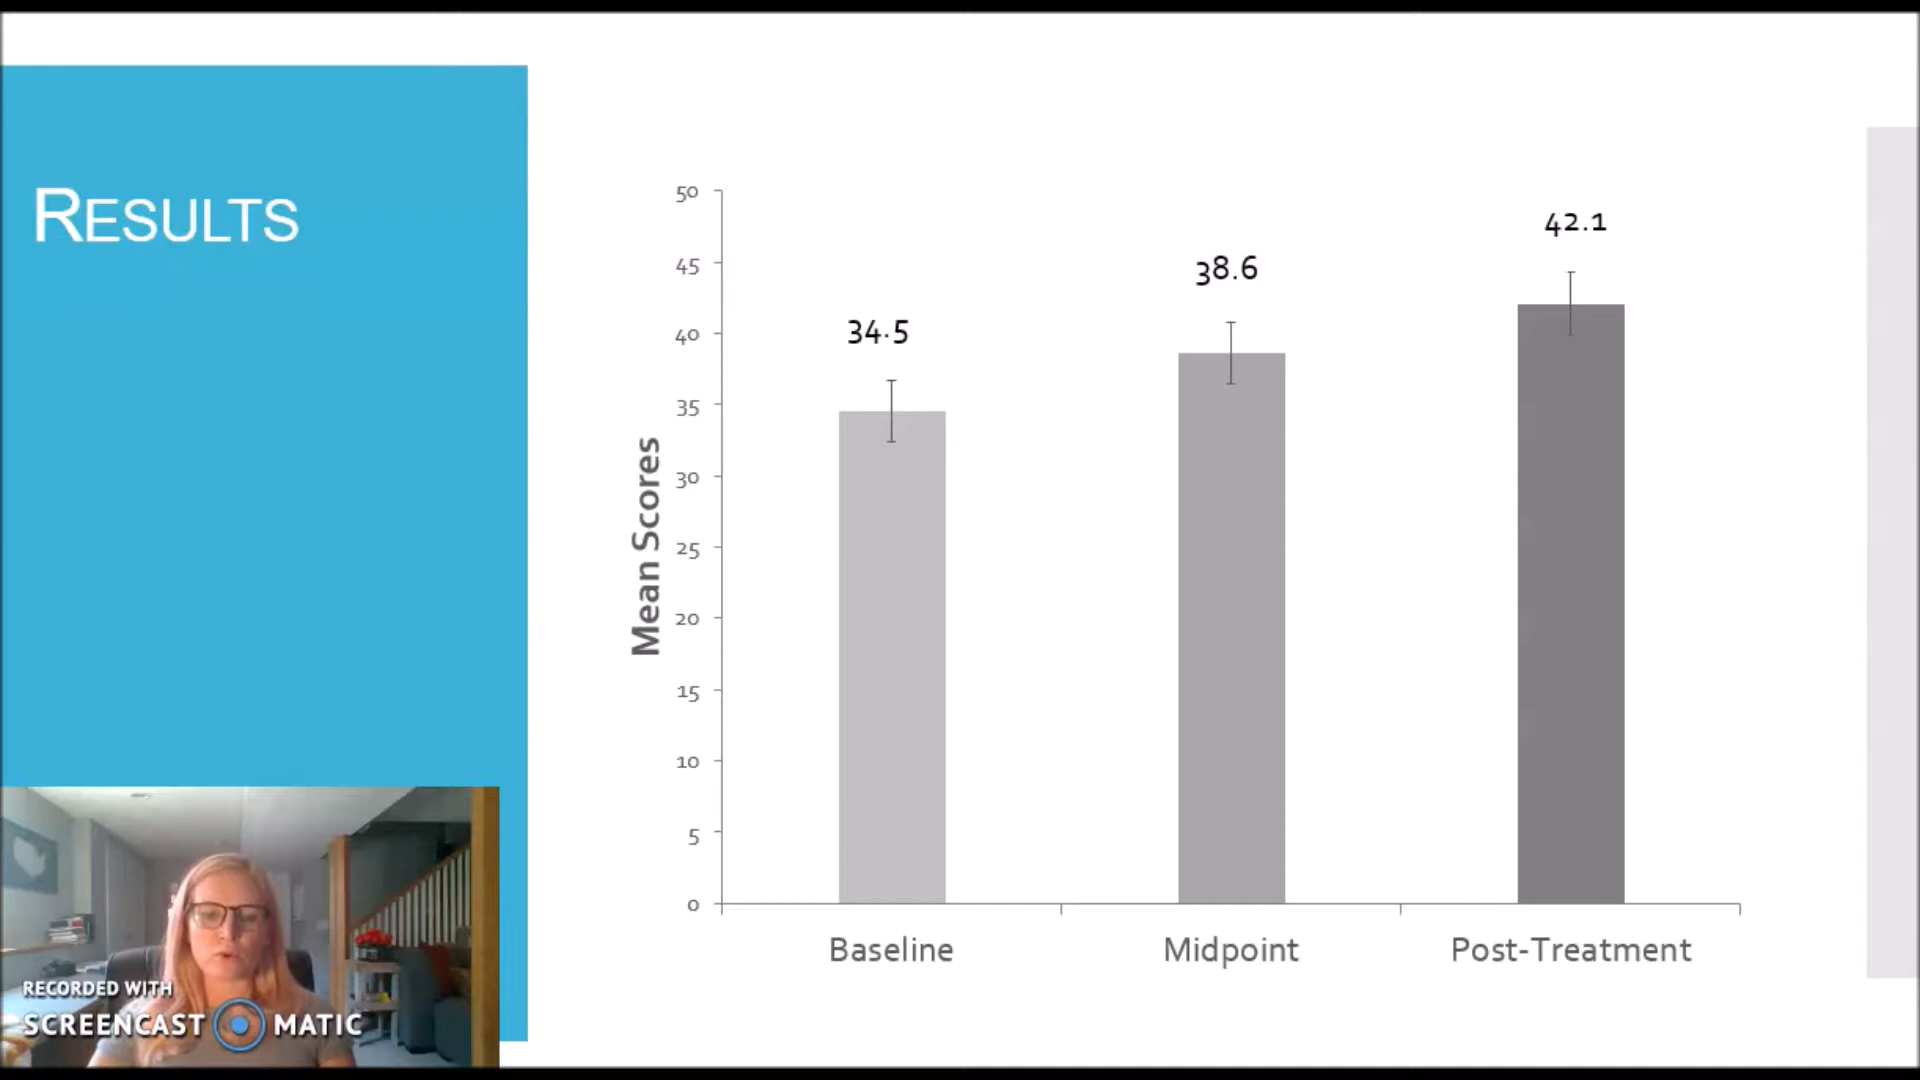 RESULTS
50
45
40
35
30
25
20
15
10
5
0
Mean Scores
34.5
38.6
42.1
Baseline
Midpoint
Post-Treatment
RECORDED WITH
SCREENCAST MATIC